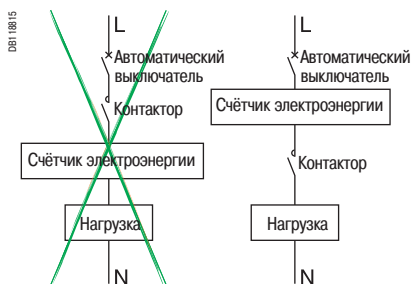 DB118815
L
Автоматический
выключатель
Контактор
Счётчик электроэнергии
Нагрузка
N
L
Автоматический
выключатель
Счётчик электроэнергии
Контактор
Нагрузка
N